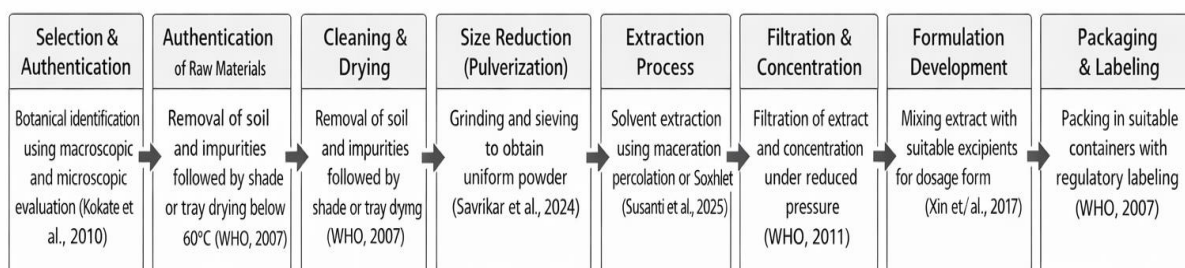 Selection &
Authentication
Botanical identification
using macroscopic
and microscopic
evaluation (Kokate et
al., 2010)
Authentication
of Raw Materials
Removal of soil
and impurities
followed by shade
or tray drying below
60°C (WHO, 2007)
Cleaning &
Drying
Removal of soil
and impurities
followed by
shade or tray dymg
(WHO, 2007)
Size Reduction
(Pulverization)
Grinding and sieving
to obtain
uniform powder
(Savrikar et al., 2024)
Extraction
Process
Solvent extraction
using maceration
percolation or Soxhlet
(Susanti et al., 2025)
Filtration &
Concentration
Filtration of extract
and concentration
under reduced
pressure
(WHO, 2011)
Formulation
Development
Mixing extract with
suitable excipients
for dosage form
(Xin et/al., 2017)
Packaging
& Labeling
Packing in suitable
containers with
regulatory labeling
(WHO, 2007)